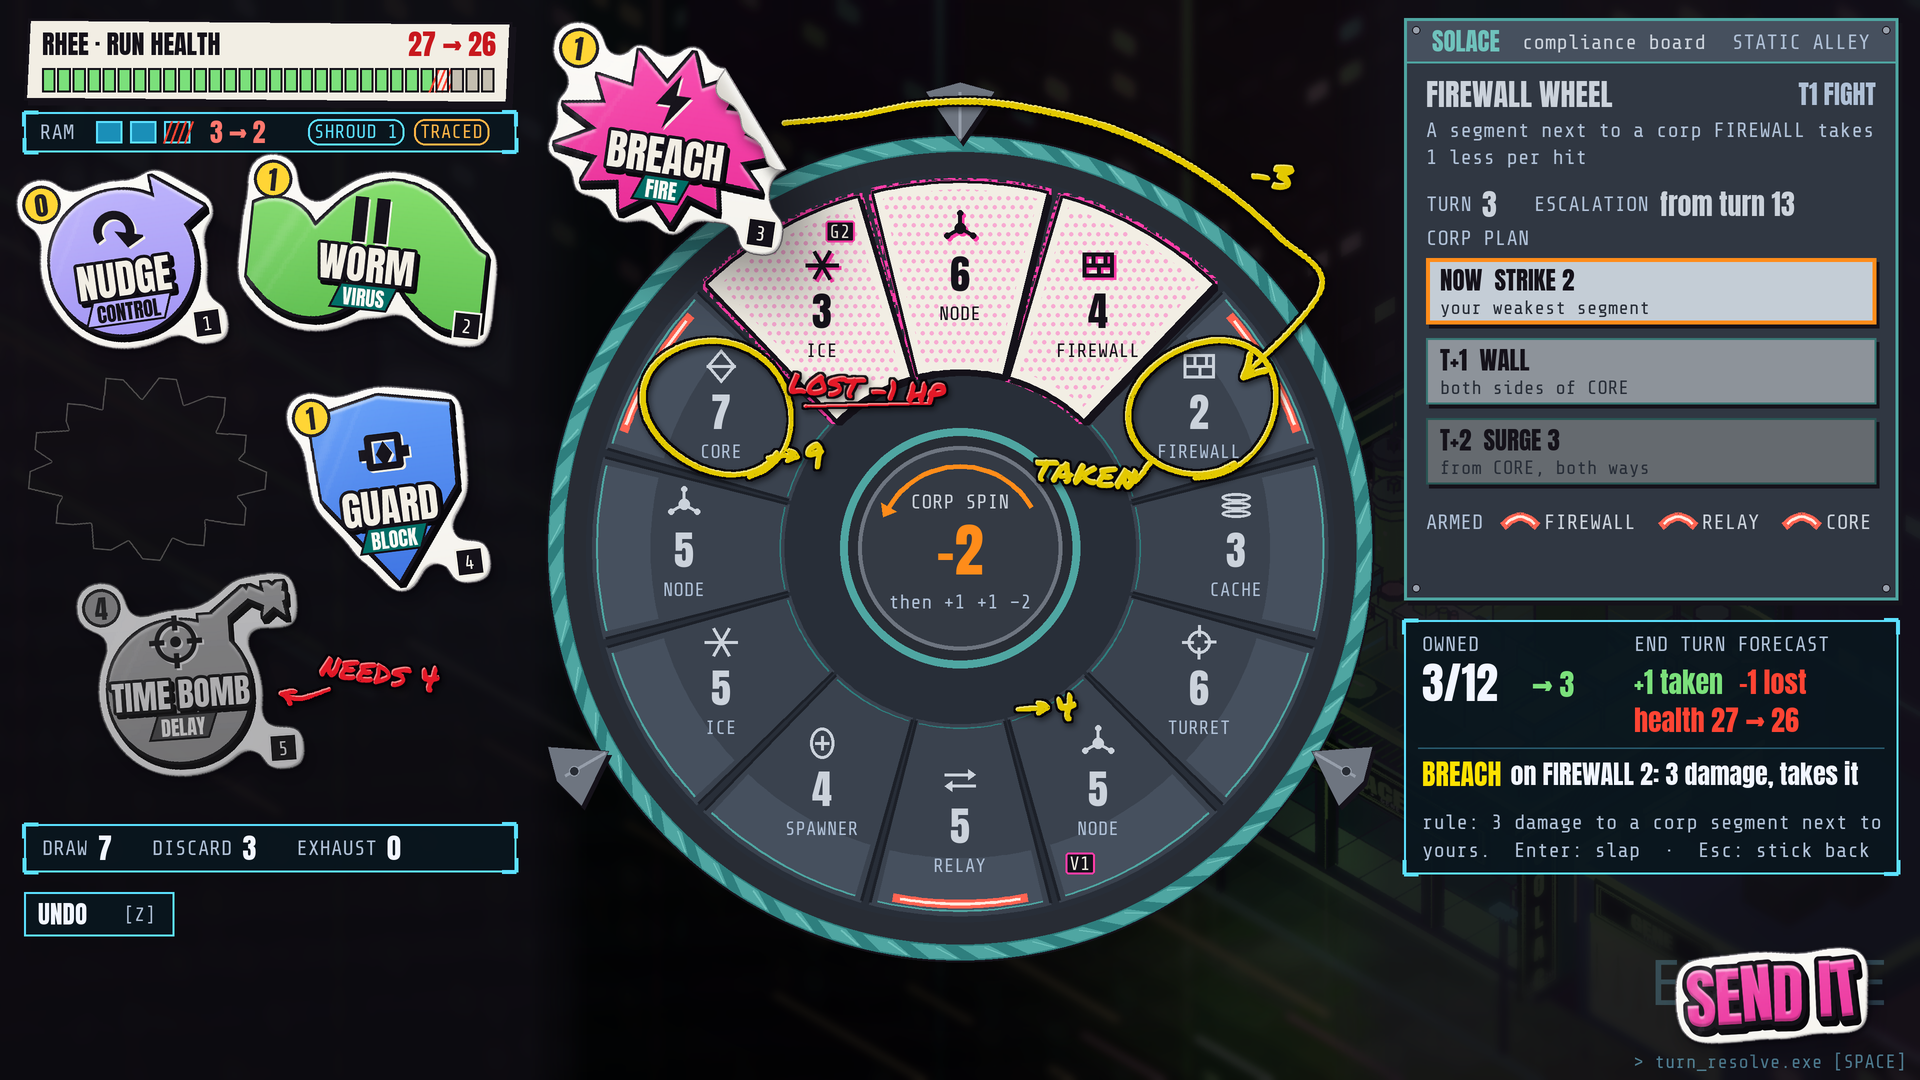 RHEE · RUN HEALTH 27 → 26
RAM 3 → 2 SHROUD 1 TRACED
0 NUDGE CONTROL 1
1 WORM VIRUS 2
1 BREACH FIRE 3
1 GUARD BLOCK 4
4 TIME BOMB DELAY 5
NEEDS 4
DRAW 7 DISCARD 3 EXHAUST 0
UNDO [Z]
G2
3
ICE
6
NODE
4
FIREWALL
-3
7
CORE
→ 9
LOST -1 HP
2
FIREWALL
TAKEN
5
NODE
3
CACHE
5
ICE
6
TURRET
4
SPAWNER
5
RELAY
→ 4
5
NODE
V1
CORP SPIN
-2
then +1 +1 -2
SOLACE compliance board STATIC ALLEY
FIREWALL WHEEL T1 FIGHT
A segment next to a corp FIREWALL takes
1 less per hit
TURN 3 ESCALATION from turn 13
CORP PLAN
NOW STRIKE 2
your weakest segment
T+1 WALL
both sides of CORE
T+2 SURGE 3
from CORE, both ways
ARMED FIREWALL RELAY CORE
OWNED
3/12 → 3
END TURN FORECAST
+1 taken -1 lost
health 27 → 26
BREACH on FIREWALL 2: 3 damage, takes it
rule: 3 damage to a corp segment next to
yours. Enter: slap · Esc: stick back
SEND IT
> turn_resolve.exe [SPACE]